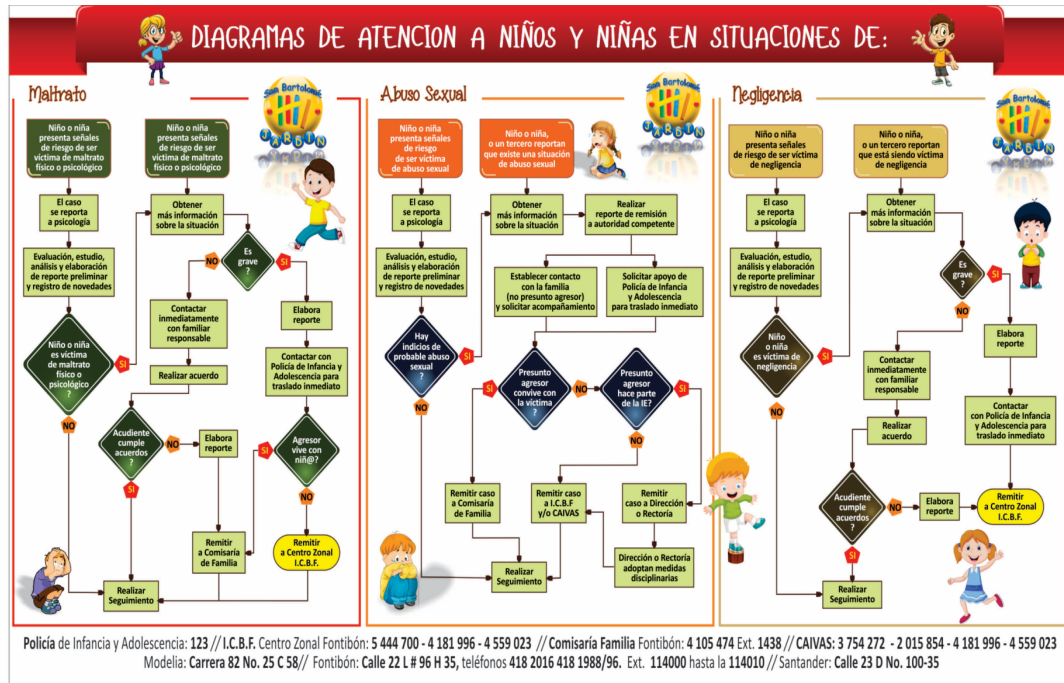 DIAGRAMAS DE ATENCION A NIÑOS Y NIÑAS EN SITUACIONES DE:
Maltrato
San Bartolomé
JARDIN
Niño o niña
presenta señales
de riesgo de ser
víctima de maltrato
físico o psicológico
Niño o niña
presenta señales
de riesgo de ser
víctima de maltrato
físico o psicológico
El caso
se reporta
a psicología
Obtener
más información
sobre la situación
Evaluación, estudio,
análisis y elaboración
de reporte preliminar
y registro de novedades
NO
Es
grave
?
SI
Contactar
inmediatamente
con familiar
responsable
Elabora
reporte
Niño o niña
es víctima
de maltrato
físico o
psicológico
?
SI
Realizar acuerdo
Contactar con
Policía de Infancia y
Adolescencia para
traslado inmediato
Acudiente
cumple
acuerdos
?
NO
Elabora
reporte
SI
Agresor
vive con
niñ@?
NO
SI
NO
Remitir
a Comisaría
de Familia
Remitir
a Centro Zonal
I.C.B.F.
Realizar
Seguimiento
Abuso Sexual
San Bartolomé
JARDIN
Niño o niña
presenta señales
de riesgo
de ser víctima
de abuso sexual
Niño o niña,
o un tercero reportan
que existe una situación
de abuso sexual
El caso
se reporta
a psicología
Obtener
más información
sobre la situación
Realizar
reporte de remisión
a autoridad competente
Evaluación, estudio,
análisis y elaboración
de reporte preliminar
y registro de novedades
Establecer contacto
con la familia
(no presunto agresor)
y solicitar acompañamiento
Solicitar apoyo de
Policía de Infancia
y Adolescencia
para traslado inmediato
Hay
indicios de
probable abuso
sexual
?
SI
NO
SI
Presunto
agresor
convive con
la víctima
?
NO
Presunto
agresor
hace parte
de la IE?
SI
NO
Remitir caso
a Comisaría
de Familia
Remitir caso
a I.C.B.F
y/o CAIVAS
Remitir
caso a Dirección
o Rectoría
Dirección o Rectoría
adoptan medidas
disciplinarias
Realizar
Seguimiento
Negligencia
San Bartolomé
JARDIN
Niño o niña
presenta señales
de riesgo de ser víctima
de negligencia
Niño o niña,
o un tercero reportan
que está siendo víctima
de negligencia
El caso
se reporta
a psicología
Obtener
más información
sobre la situación
Evaluación, estudio,
análisis y elaboración
de reporte preliminar
y registro de novedades
Es
grave
?
SI
NO
Elabora
reporte
Niño
o niña
es víctima de
negligencia
?
SI
Contactar
inmediatamente
con familiar
responsable
NO
Realizar
acuerdo
Contactar
con Policía de Infancia
y Adolescencia para
traslado inmediato
Acudiente
cumple
acuerdos
?
NO
Elabora
reporte
Remitir
a Centro Zonal
I.C.B.F.
SI
Realizar
Seguimiento
Policía de Infancia y Adolescencia: 123 // I.C.B.F. Centro Zonal Fontibón: 5 444 700 - 4 181 996 - 4 559 023 // Comisaría Familia Fontibón: 4 105 474 Ext. 1438 // CAIVAS: 3 754 272 - 2 015 854 - 4 181 996 - 4 559 023
Modelia: Carrera 82 No. 25 C 58// Fontibón: Calle 22 L # 96 H 35, teléfonos 418 2016 418 1988/96. Ext. 114000 hasta la 114010 // Santander: Calle 23 D No. 100-35